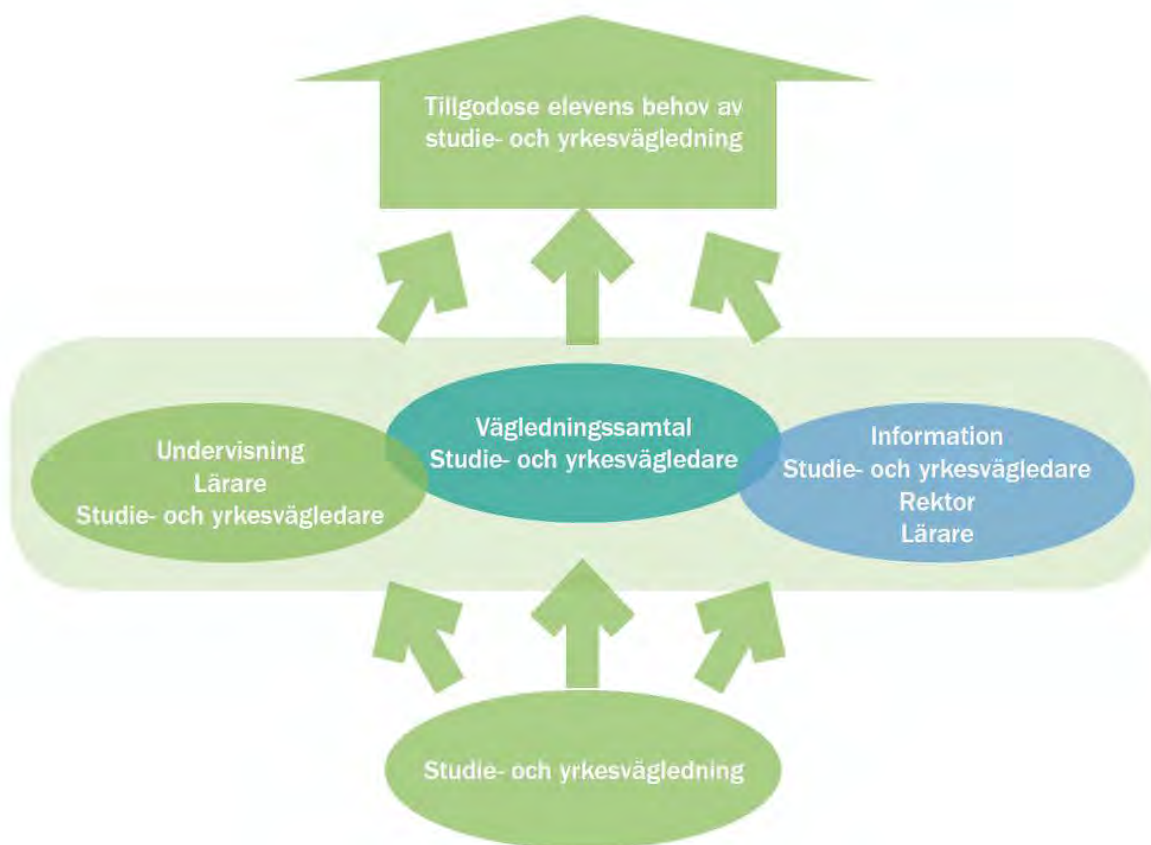 Tillgodose elevens behov av
studie- och yrkesvägledning
Undervisning
Lärare
Studie- och yrkesvägledare
Vägledningssamtal
Studie- och yrkesvägledare
Information
Studie- och yrkesvägledare
Rektor
Lärare
Studie- och yrkesvägledning